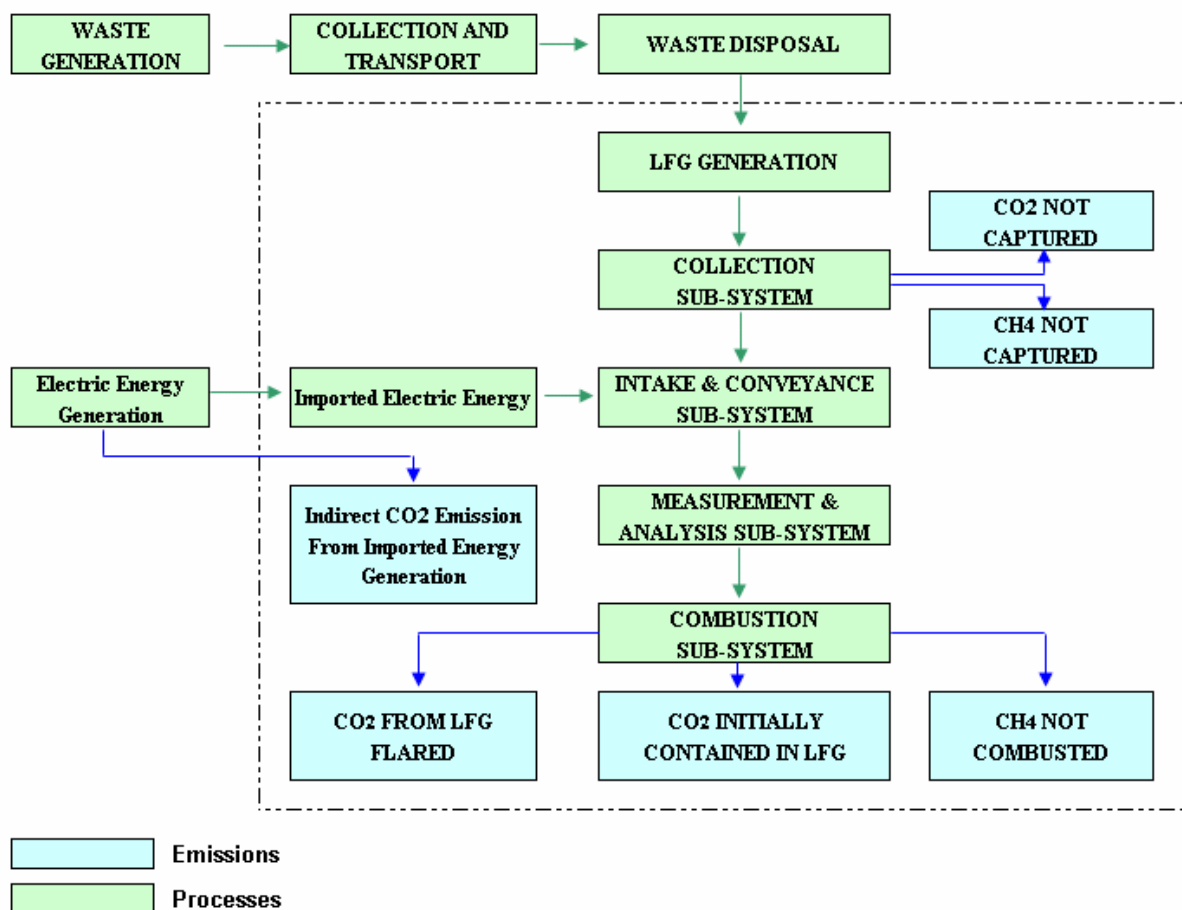 WASTE
GENERATION
COLLECTION AND
TRANSPORT
WASTE DISPOSAL
LFG GENERATION
CO2 NOT
CAPTURED
COLLECTION
SUB-SYSTEM
CH4 NOT
CAPTURED
Electric Energy
Generation
Imported Electric Energy
INTAKE & CONVEYANCE
SUB-SYSTEM
Indirect CO2 Emission
From Imported Energy
Generation
MEASUREMENT &
ANALYSIS SUB-SYSTEM
COMBUSTION
SUB-SYSTEM
CO2 FROM LFG
FLARED
CO2 INITIALLY
CONTAINED IN LFG
CH4 NOT
COMBUSTED
Emissions
Processes